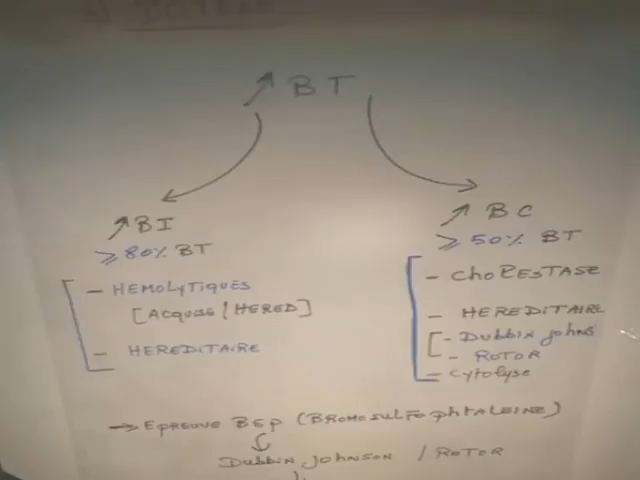 ↗ BT
↗ BI
≥ 80% BT
- HEMOLYTIQUES
[ACQUISE / HERED]
- HEREDITAIRE
↗ BC
≥ 50% BT
- CHOLESTASE
- HEREDITAIRE
- Dubbin Johns
- ROTOR
- Cytolyse
→ EPREUVE BSP (BROMOSULFOPHTALEINE)
DUBBIN JOHNSON / ROTOR